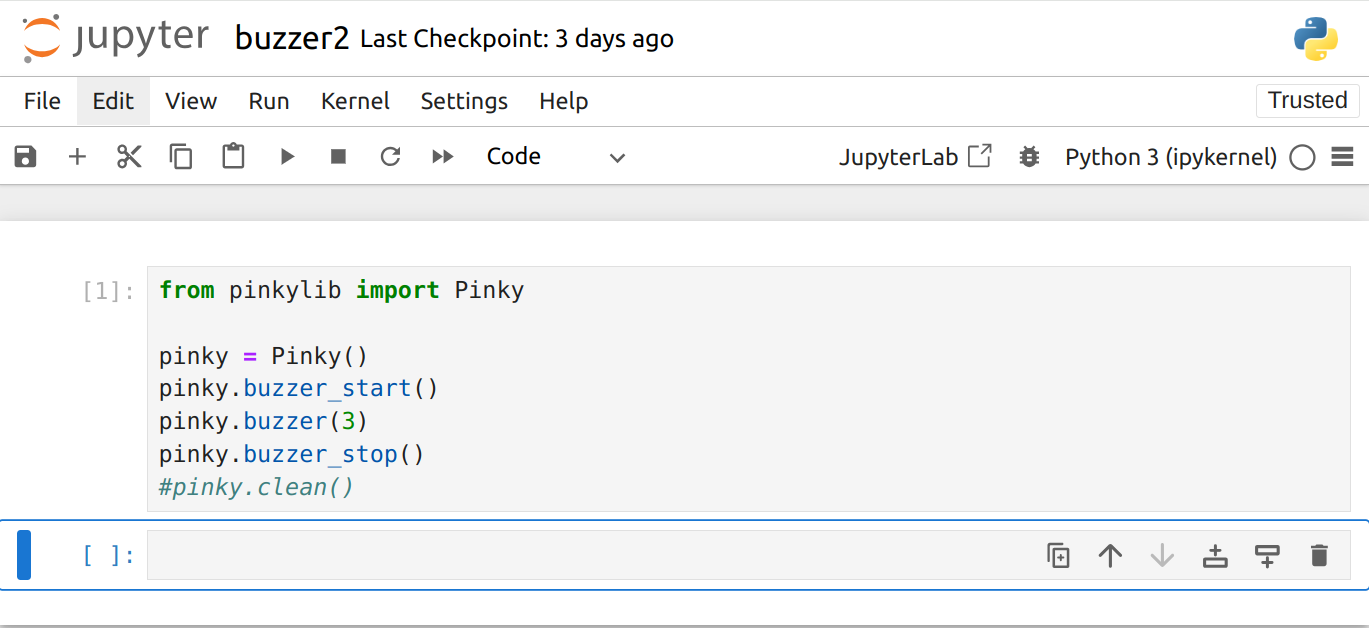 jupyter buzzer2 Last Checkpoint: 3 days ago
File Edit View Run Kernel Settings Help Trusted
Code JupyterLab Python 3 (ipykernel)
[1]: from pinkylib import Pinky
pinky = Pinky()
pinky.buzzer_start()
pinky.buzzer(3)
pinky.buzzer_stop()
#pinky.clean()
[ ]: